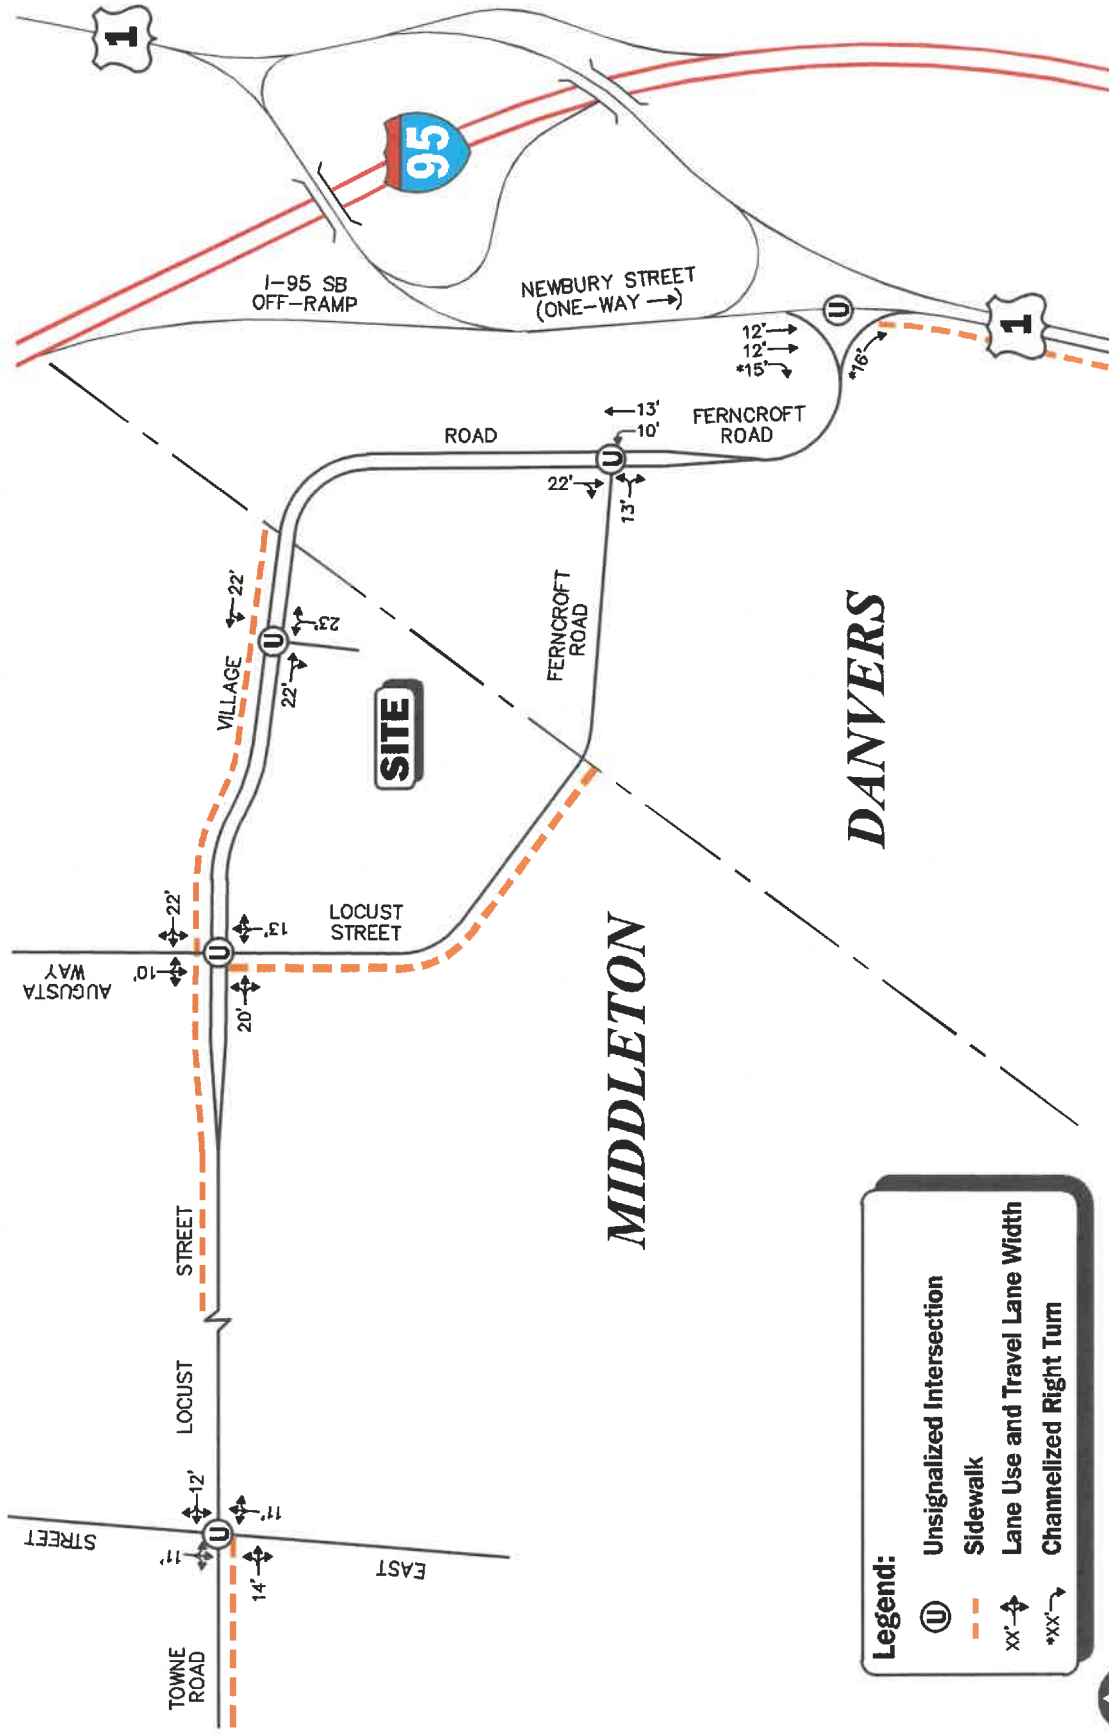 1
95
I-95 SB
OFF-RAMP
NEWBURY STREET
(ONE-WAY →)
U
12'
12'
*15'
*16'
1
FERNCROFT
ROAD
ROAD
13'
10'
U
22'
13'
VILLAGE
22'
U
23'
22'
SITE
FERNCROFT
ROAD
DANVERS
MIDDLETON
AUGUSTA
WAY
10'
22'
U
13'
20'
LOCUST
STREET
STREET
LOCUST
STREET
11'
12'
U
11'
14'
EAST
TOWNE
ROAD
Legend:
U Unsignalized Intersection
Sidewalk
XX' Lane Use and Travel Lane Width
*XX' Channelized Right Turn